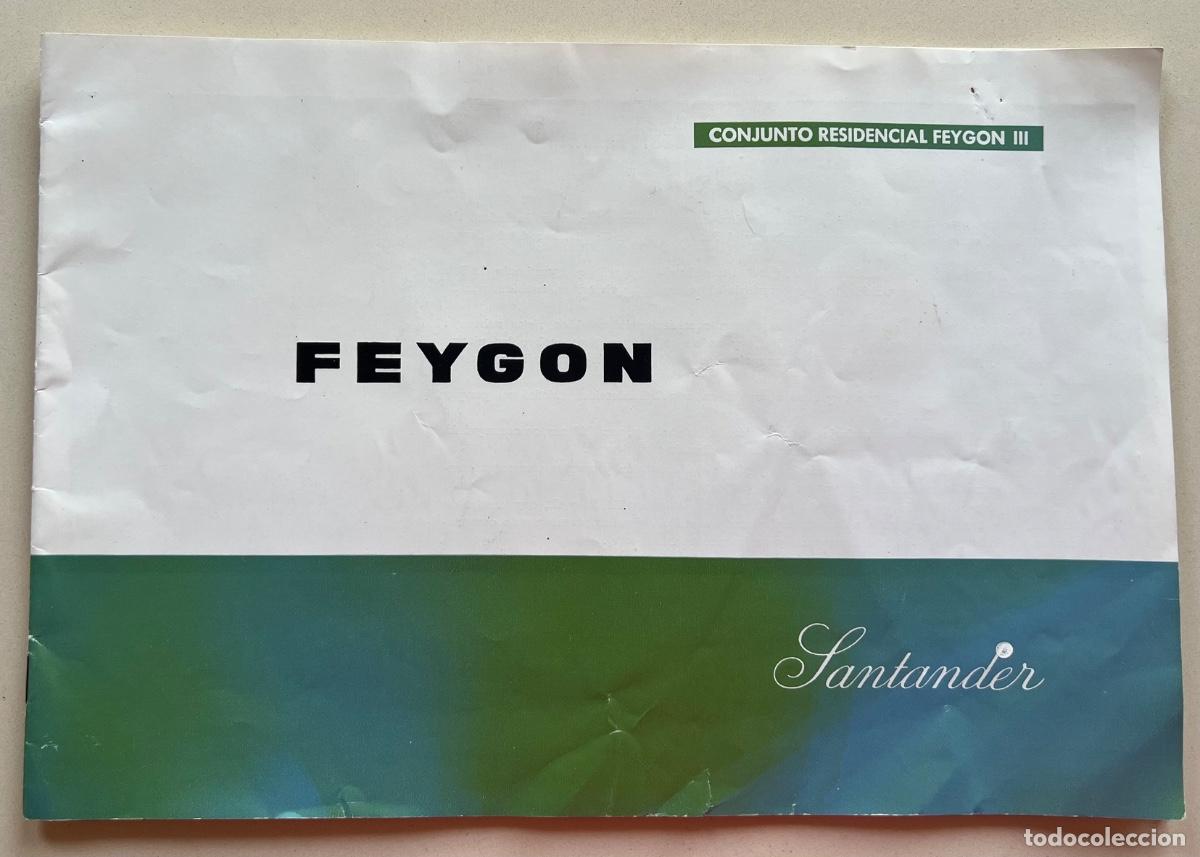 CONJUNTO RESIDENCIAL FEYGON III
FEYGON
Santander
todocoleccion